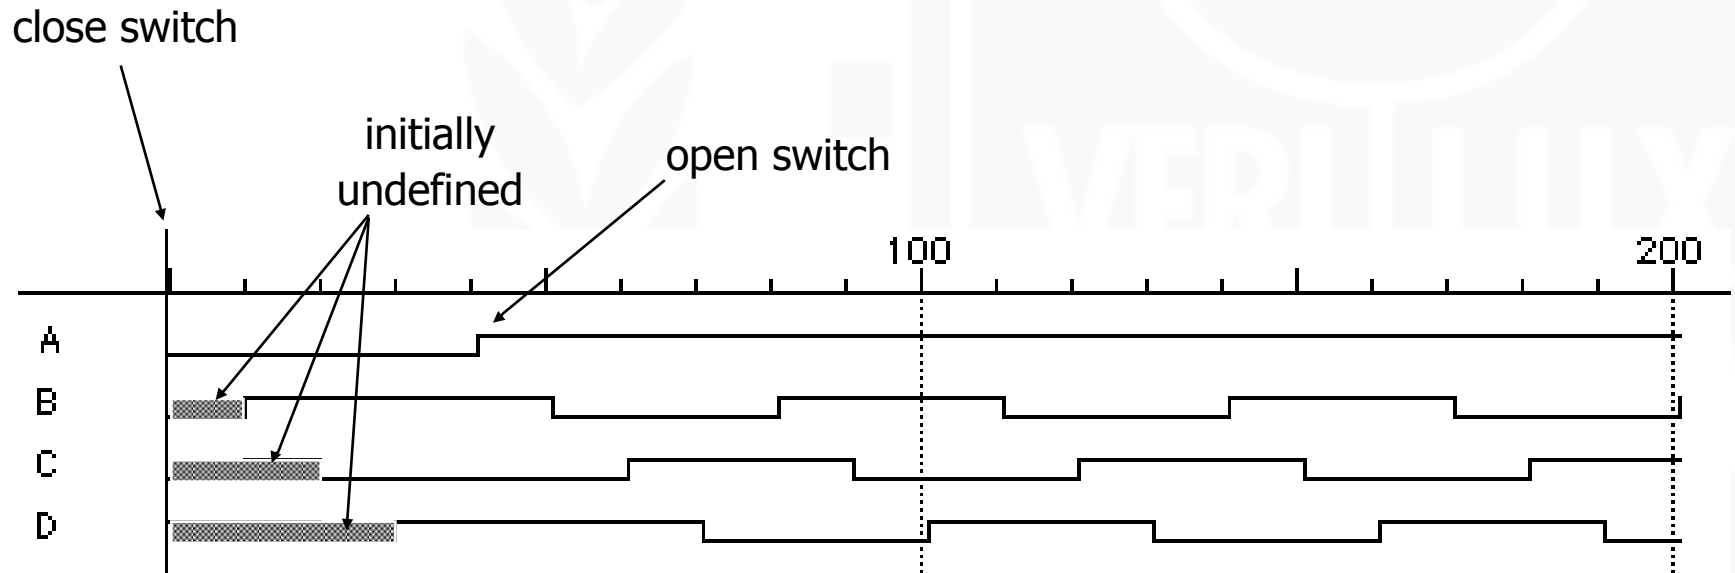 close switch
initially
undefined
open switch
100
200
A
B
C
D